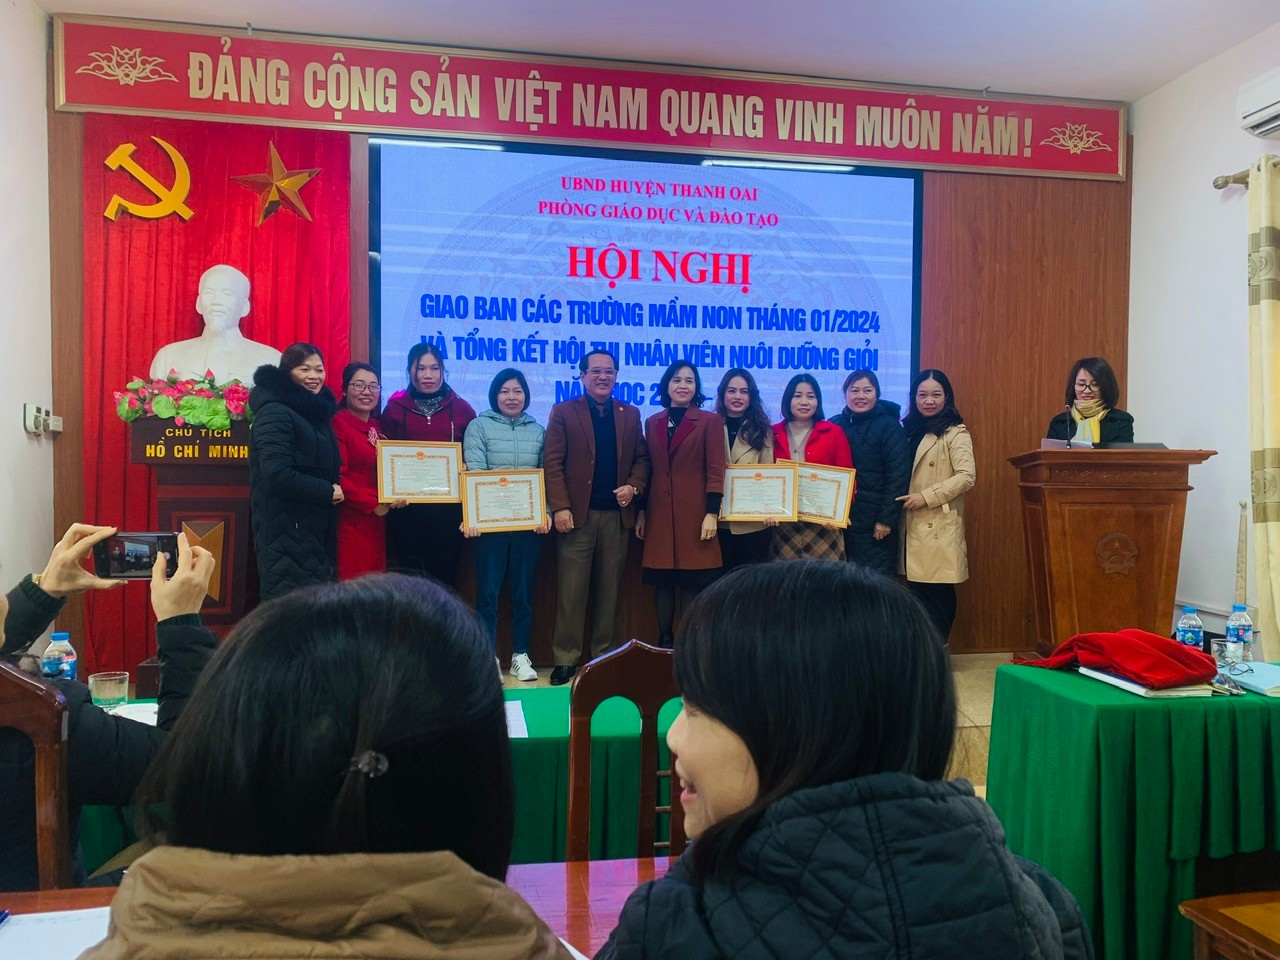 ĐẢNG CỘNG SẢN VIỆT NAM QUANG VINH MUÔN NĂM!
UBND HUYỆN THANH OAI
PHÒNG GIÁO DỤC VÀ ĐÀO TẠO
HỘI NGHỊ
GIAO BAN CÁC TRƯỜNG MẦM NON THÁNG 01/2024
VÀ TỔNG KẾT HỘI THI NHÂN VIÊN NUÔI DƯỠNG GIỎI
CHỦ TỊCH
HỒ CHÍ MINH